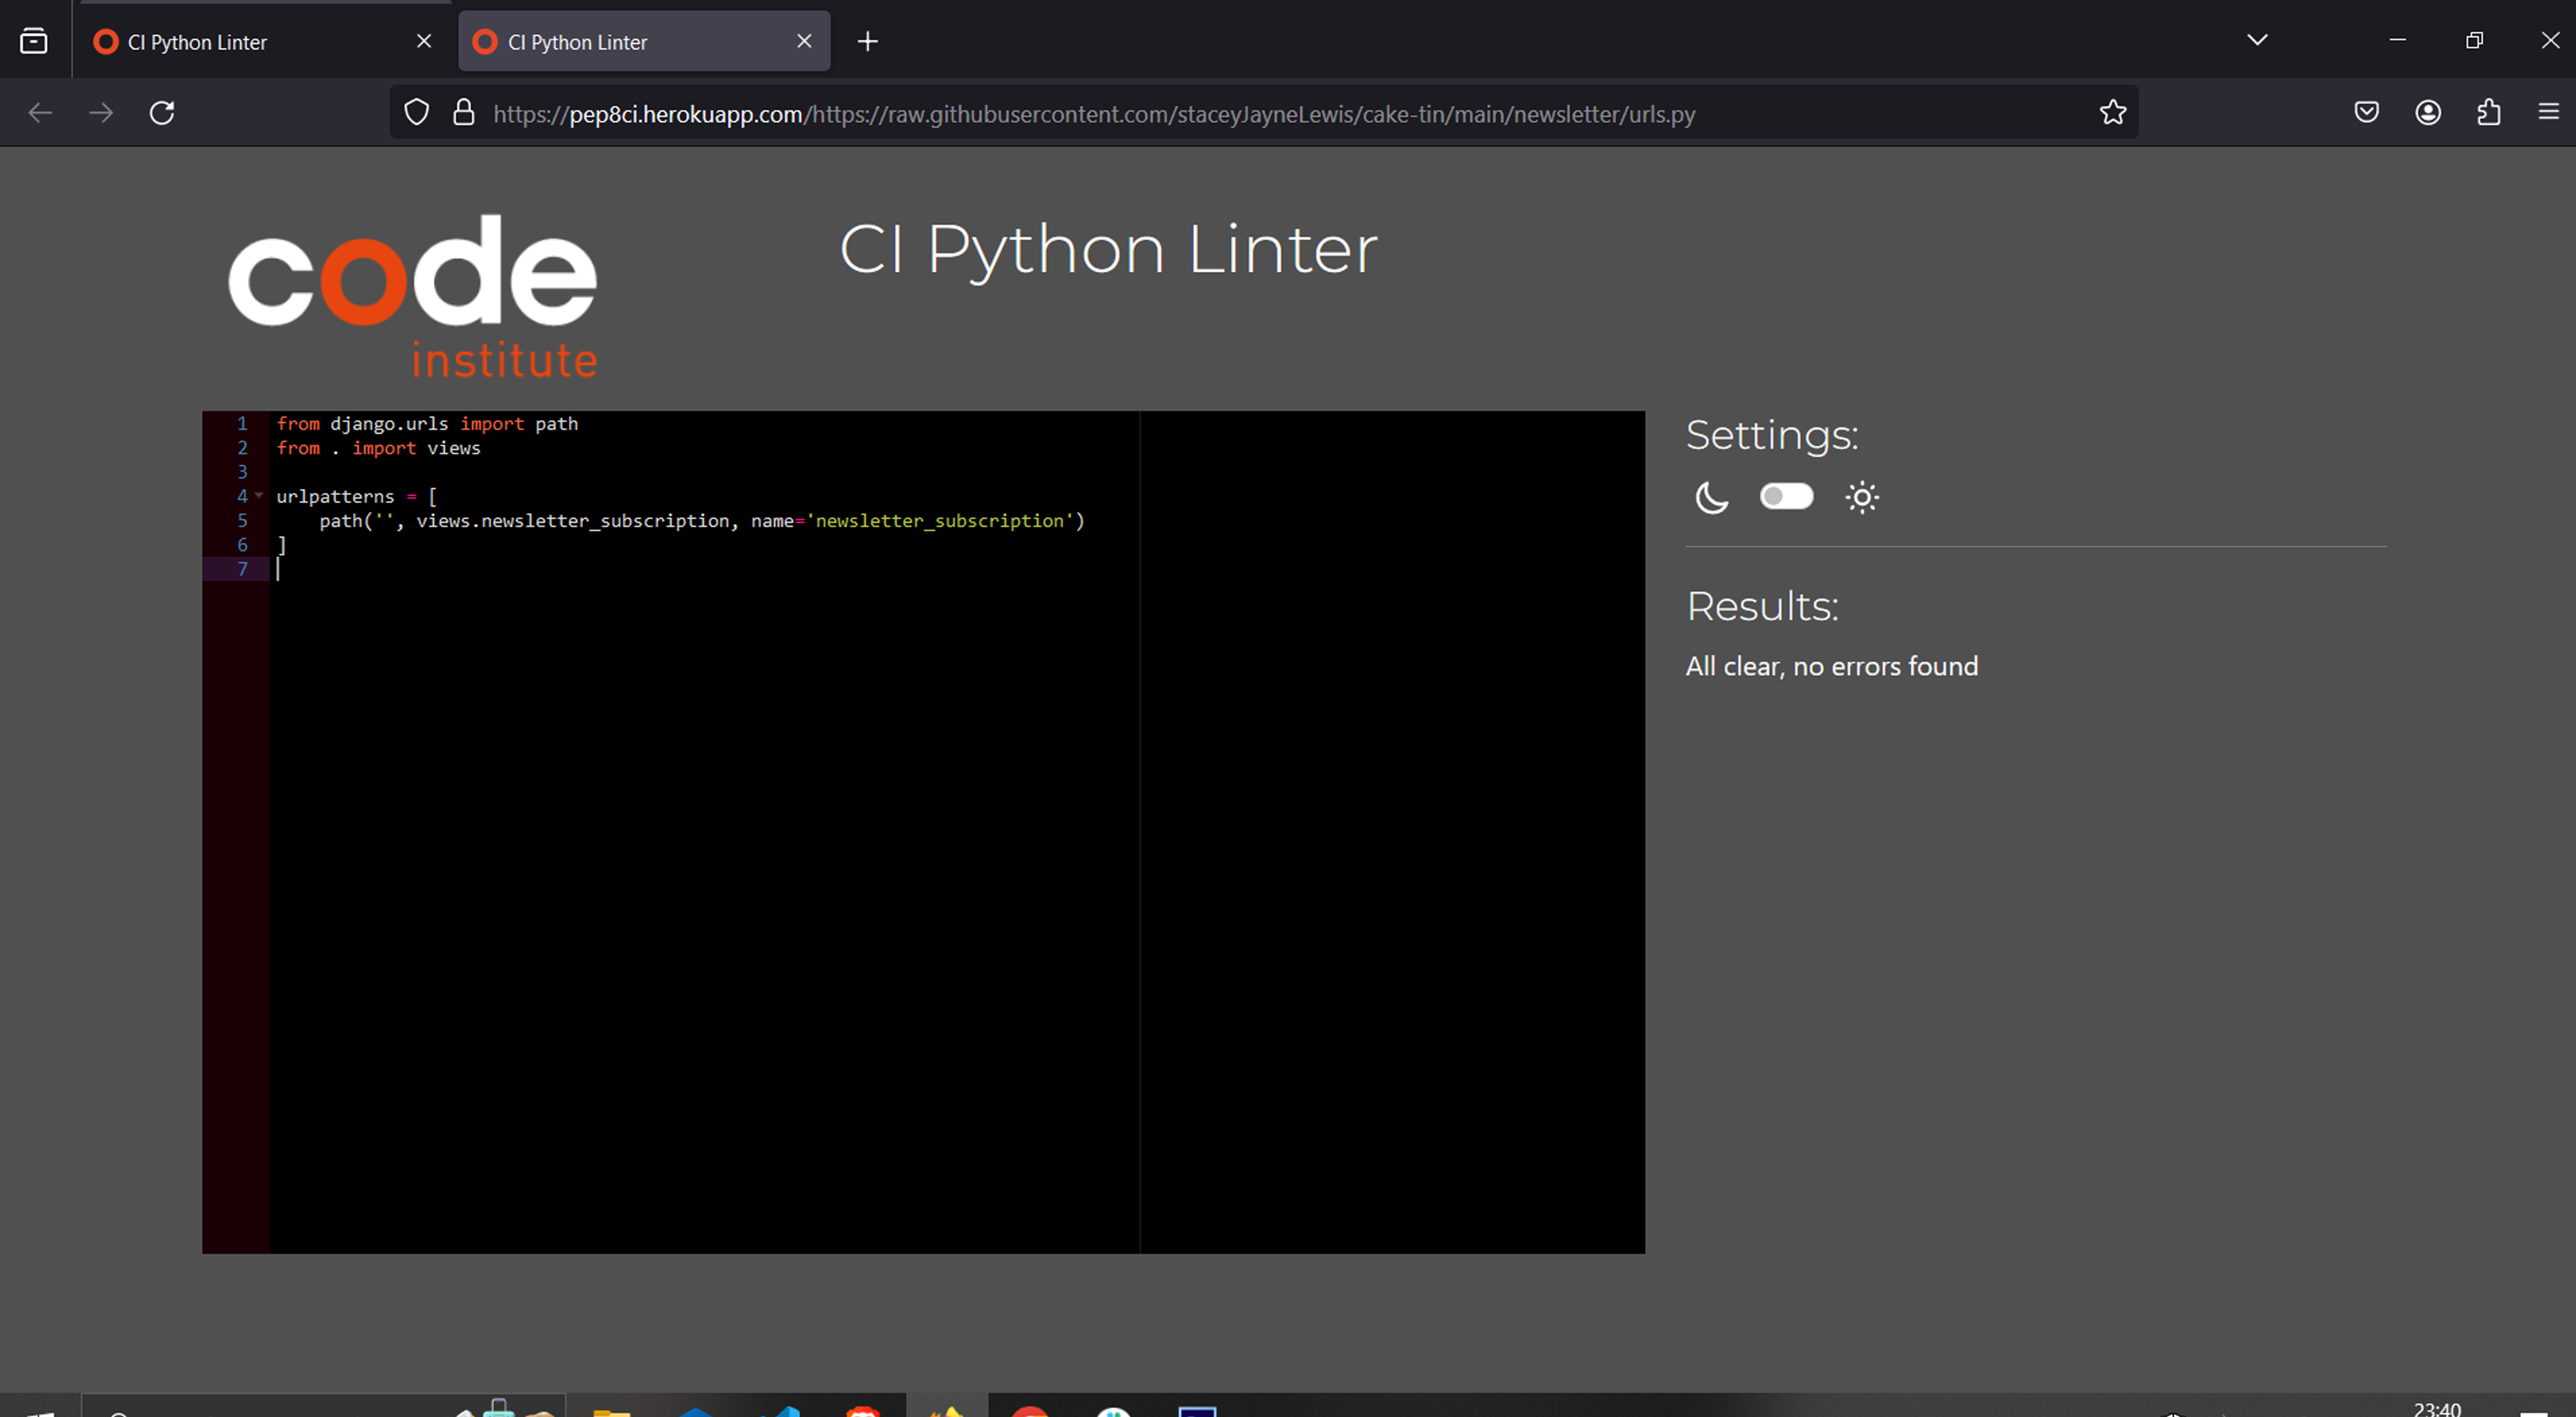 CI Python Linter
CI Python Linter
https://pep8ci.herokuapp.com/https://raw.githubusercontent.com/staceyJayneLewis/cake-tin/main/newsletter/urls.py
code
institute
CI Python Linter
1 from django.urls import path
2 from . import views
3
4 urlpatterns = [
5     path('', views.newsletter_subscription, name='newsletter_subscription')
6 ]
7
Settings:
Results:
All clear, no errors found
23:40